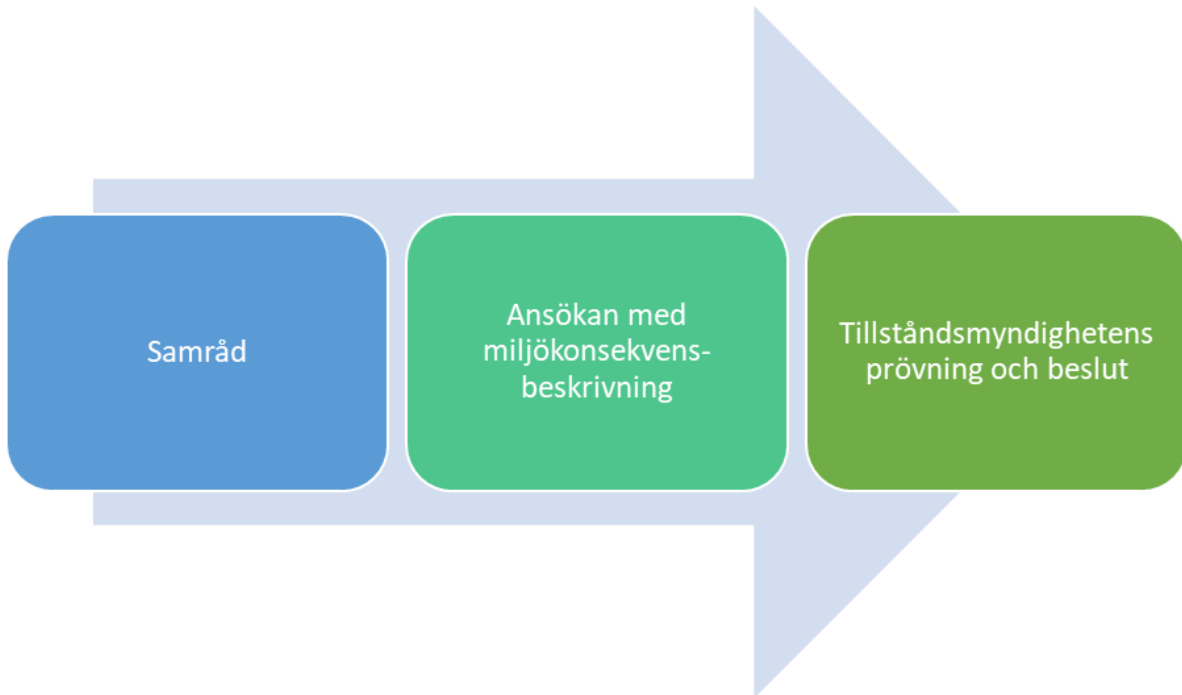 Samråd
Ansökan med
miljökonsekvens-
beskrivning
Tillståndsmyndighetens
prövning och beslut